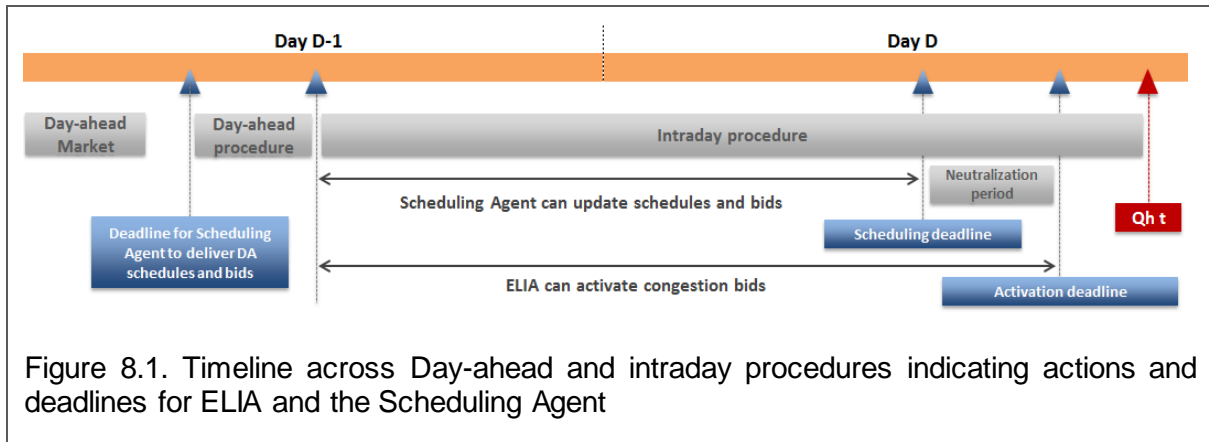 Day D-1
Day D
Day-ahead
Market
Day-ahead
procedure
Intraday procedure
Scheduling Agent can update schedules and bids
Neutralization
period
Deadline for Scheduling
Agent to deliver DA
schedules and bids
Scheduling deadline
Qh t
ELIA can activate congestion bids
Activation deadline
Figure 8.1. Timeline across Day-ahead and intraday procedures indicating actions and
deadlines for ELIA and the Scheduling Agent